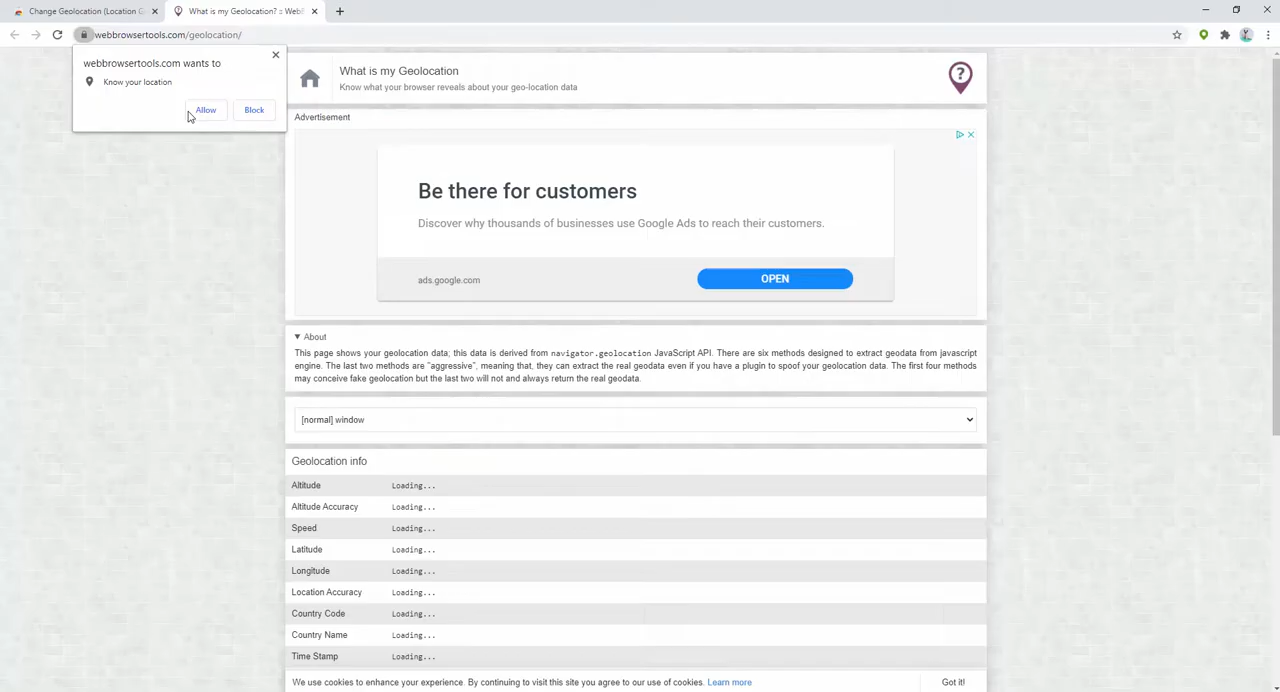 Change Geolocation (Location G
What is my Geolocation? :: WebB
webbrowsertools.com/geolocation/
webbrowsertools.com wants to
Know your location
Allow
Block
What is my Geolocation
Know what your browser reveals about your geo-location data
Advertisement
Be there for customers
Discover why thousands of businesses use Google Ads to reach their customers.
ads.google.com
OPEN
▼ About
This page shows your geolocation data; this data is derived from navigator.geolocation JavaScript API. There are six methods designed to extract geodata from javascript
engine. The last two methods are "aggressive", meaning that, they can extract the real geodata even if you have a plugin to spoof your geolocation data. The first four methods
may conceive fake geolocation but the last two will not and always return the real geodata.
[normal] window
Geolocation info
Altitude Loading...
Altitude Accuracy Loading...
Speed Loading...
Latitude Loading...
Longitude Loading...
Location Accuracy Loading...
Country Code Loading...
Country Name Loading...
Time Stamp Loading...
We use cookies to enhance your experience. By continuing to visit this site you agree to our use of cookies. Learn more
Got it!